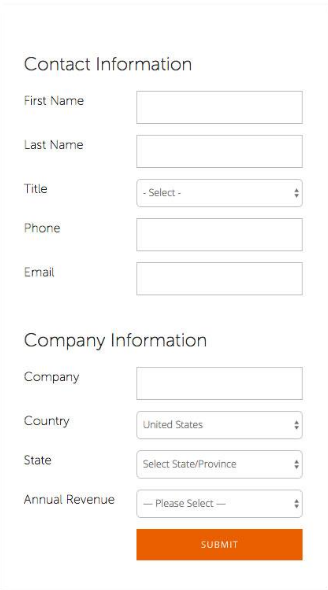 Contact Information
First Name
Last Name
Title - Select -
Phone
Email
Company Information
Company
Country United States
State Select State/Province
Annual Revenue — Please Select —
SUBMIT